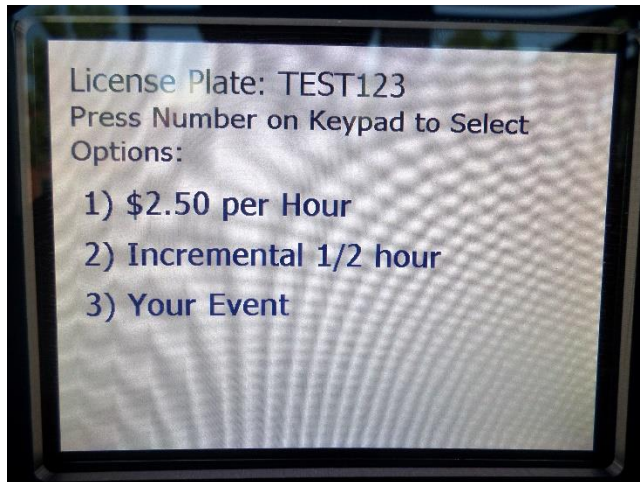 License Plate: TEST123
Press Number on Keypad to Select
Options:
1) $2.50 per Hour
2) Incremental 1/2 hour
3) Your Event